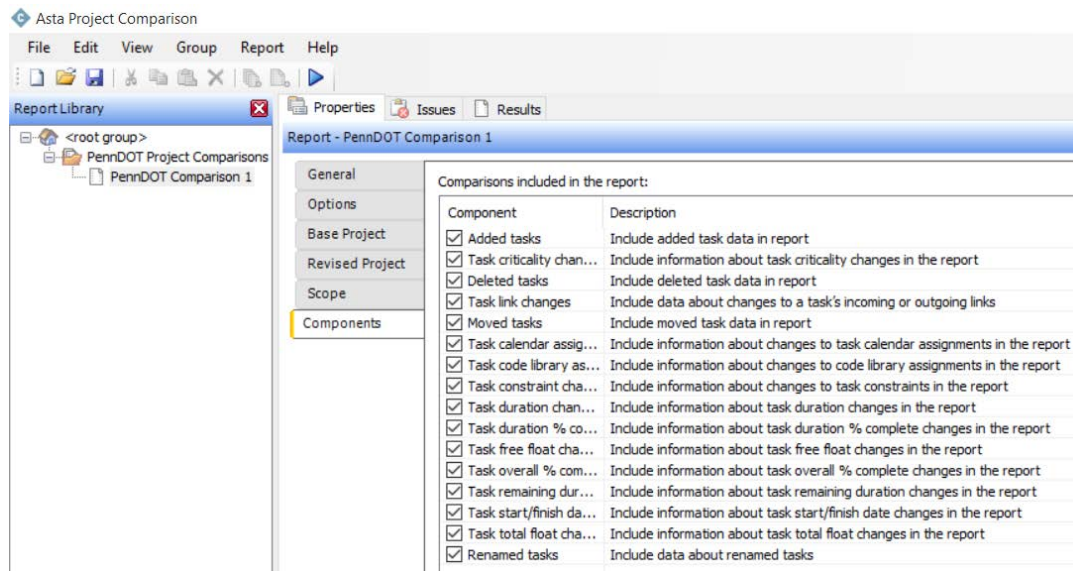 Asta Project Comparison
File Edit View Group Report Help
Report Library
Properties Issues Results
<root group>
PennDOT Project Comparisons
PennDOT Comparison 1
Report - PennDOT Comparison 1
General
Options
Base Project
Revised Project
Scope
Components
Comparisons included in the report:
Component Description
Added tasks Include added task data in report
Task criticality chan... Include information about task criticality changes in the report
Deleted tasks Include deleted task data in report
Task link changes Include data about changes to a task's incoming or outgoing links
Moved tasks Include moved task data in report
Task calendar assig... Include information about changes to task calendar assignments in the report
Task code library as... Include information about changes to code library assignments in the report
Task constraint cha... Include information about changes to task constraints in the report
Task duration chan... Include information about task duration changes in the report
Task duration % co... Include information about task duration % complete changes in the report
Task free float cha... Include information about task free float changes in the report
Task overall % com... Include information about task overall % complete changes in the report
Task remaining dur... Include information about task remaining duration changes in the report
Task start/finish da... Include information about task start/finish date changes in the report
Task total float cha... Include information about task total float changes in the report
Renamed tasks Include data about renamed tasks